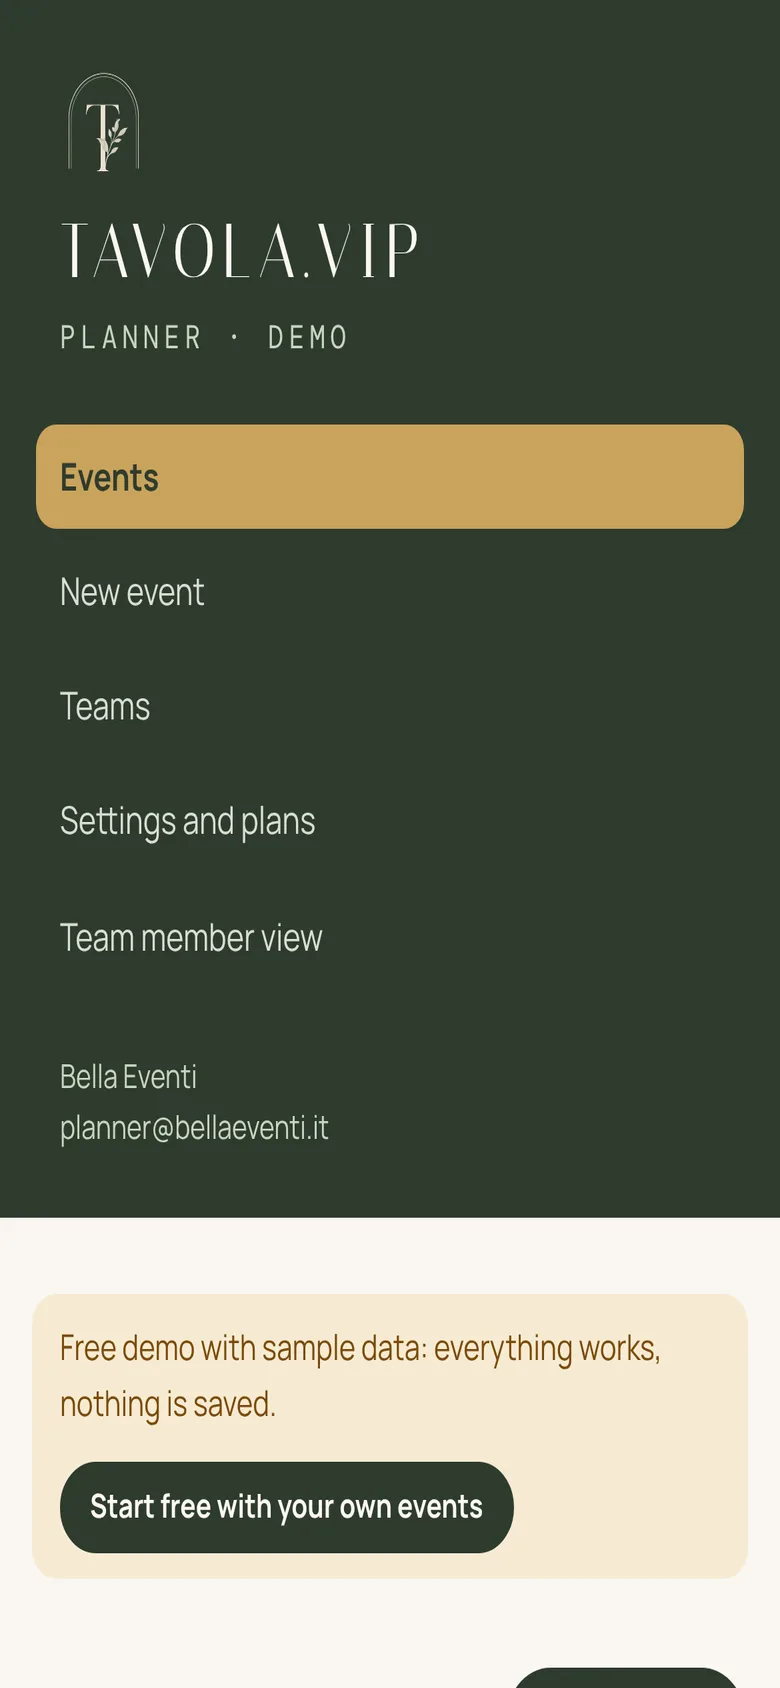 T
TAVOLA.VIP
PLANNER · DEMO
Events
New event
Teams
Settings and plans
Team member view
Bella Eventi
planner@bellaeventi.it
Free demo with sample data: everything works,
nothing is saved.
Start free with your own events